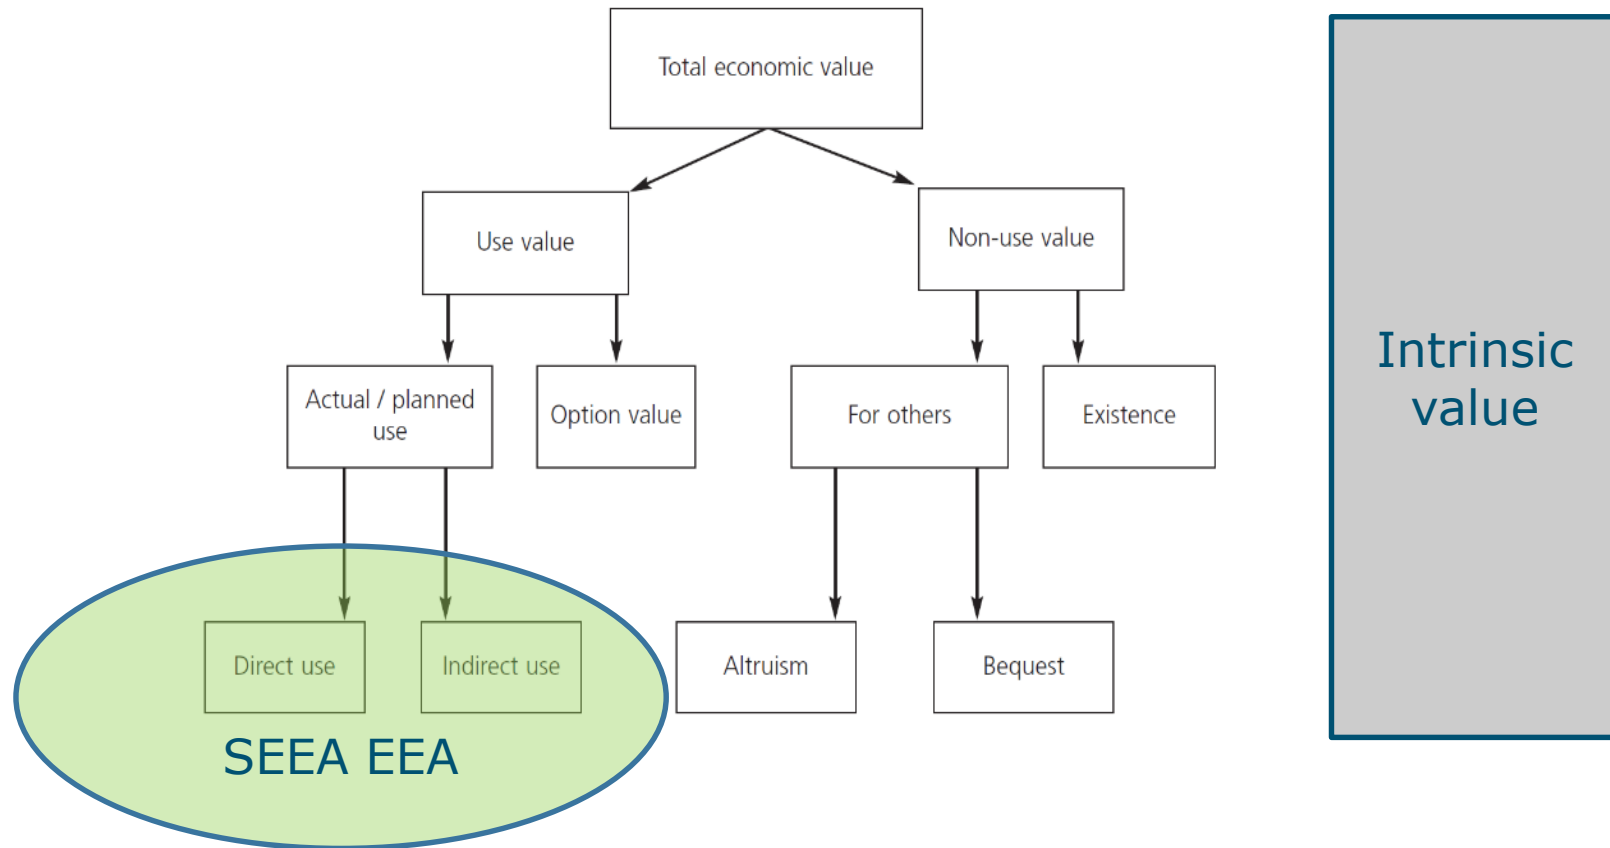 Total economic value
Use value
Non-use value
Actual / planned
use
Option value
For others
Existence
Intrinsic
value
Direct use
Indirect use
Altruism
Bequest
SEEA EEA